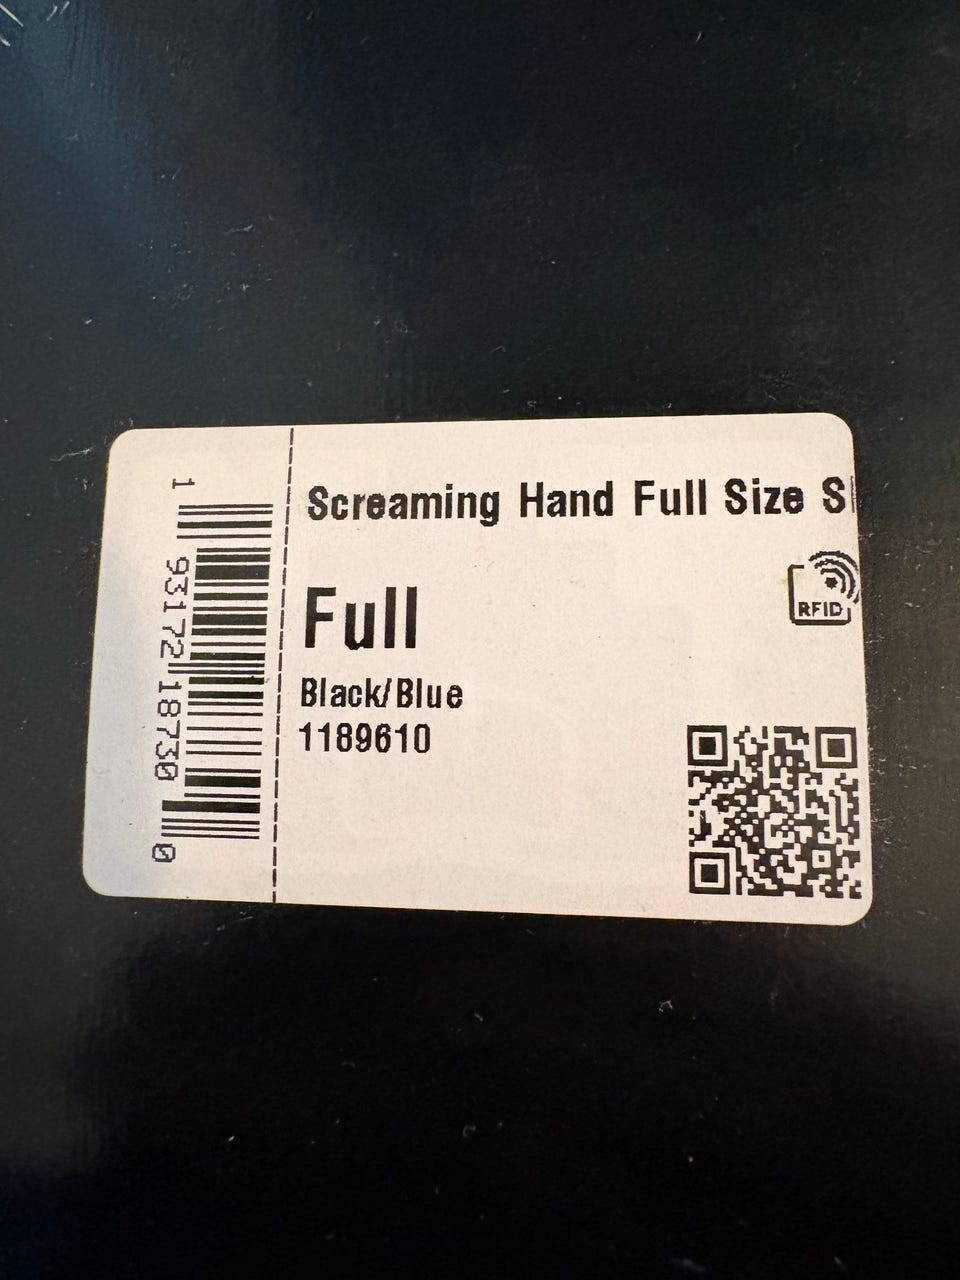 Screaming Hand Full Size S
RFID
Full
Black/Blue
1189610
1 93172 18730 0